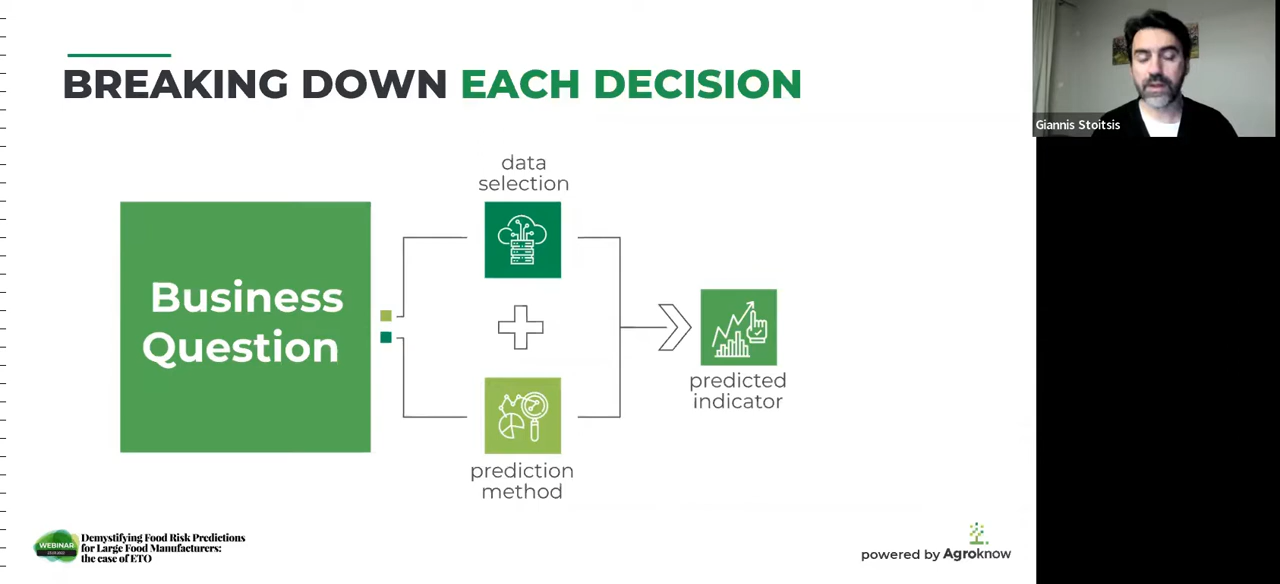 BREAKING DOWN EACH DECISION
Giannis Stoitsis
data
selection
Business
Question
predicted
indicator
prediction
method
WEBINAR
Demystifying Food Risk Predictions
for Large Food Manufacturers:
the case of ETO
powered by Agroknow